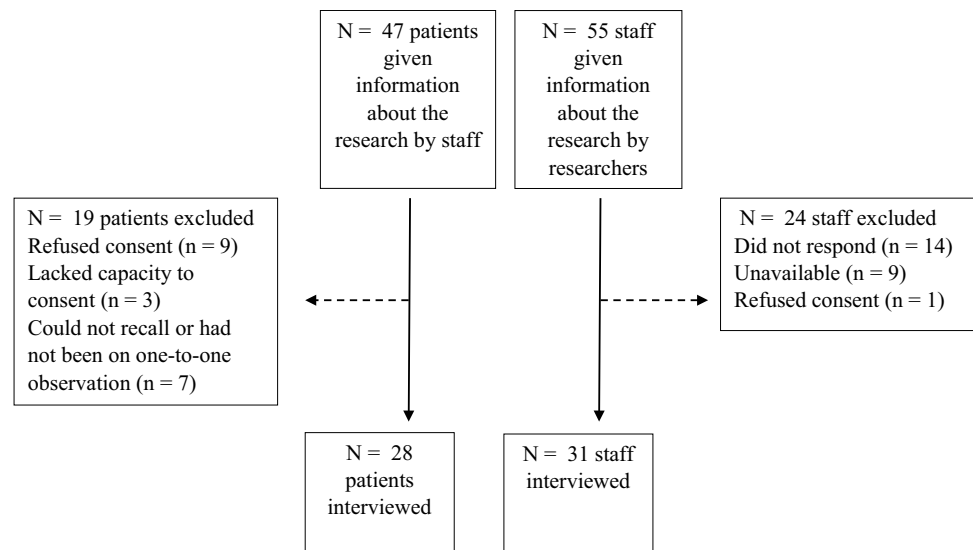 N = 47 patients
given
information
about the
research by staff
N = 55 staff
given
information
about the
research by
researchers
N = 19 patients excluded
Refused consent (n = 9)
Lacked capacity to
consent (n = 3)
Could not recall or had
not been on one-to-one
observation (n = 7)
N = 24 staff excluded
Did not respond (n = 14)
Unavailable (n = 9)
Refused consent (n = 1)
N = 28
patients
interviewed
N = 31 staff
interviewed